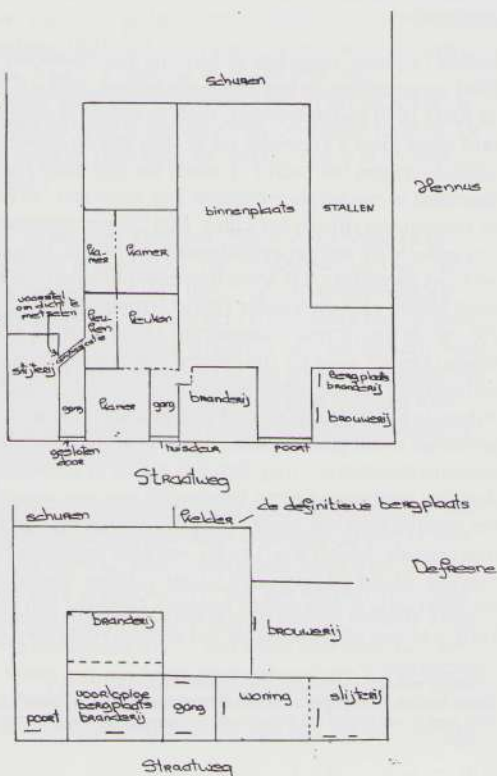 schuren
Hennus
binnenplaats
STALLEN
ka-
mer
kamer
voorstel
om dicht te
metselen
keu-
ken
keuken
slijterij
gang
kamer
gang
branderij
bergplaats
branderij
brouwerij
gesloten
door
huisdeur
poort
Straatweg
schuren
kelder
de definitieve bergplaats
Defresne
branderij
brouwerij
poort
voorlopige
bergplaats
branderij
gang
woning
slijterij
Straatweg